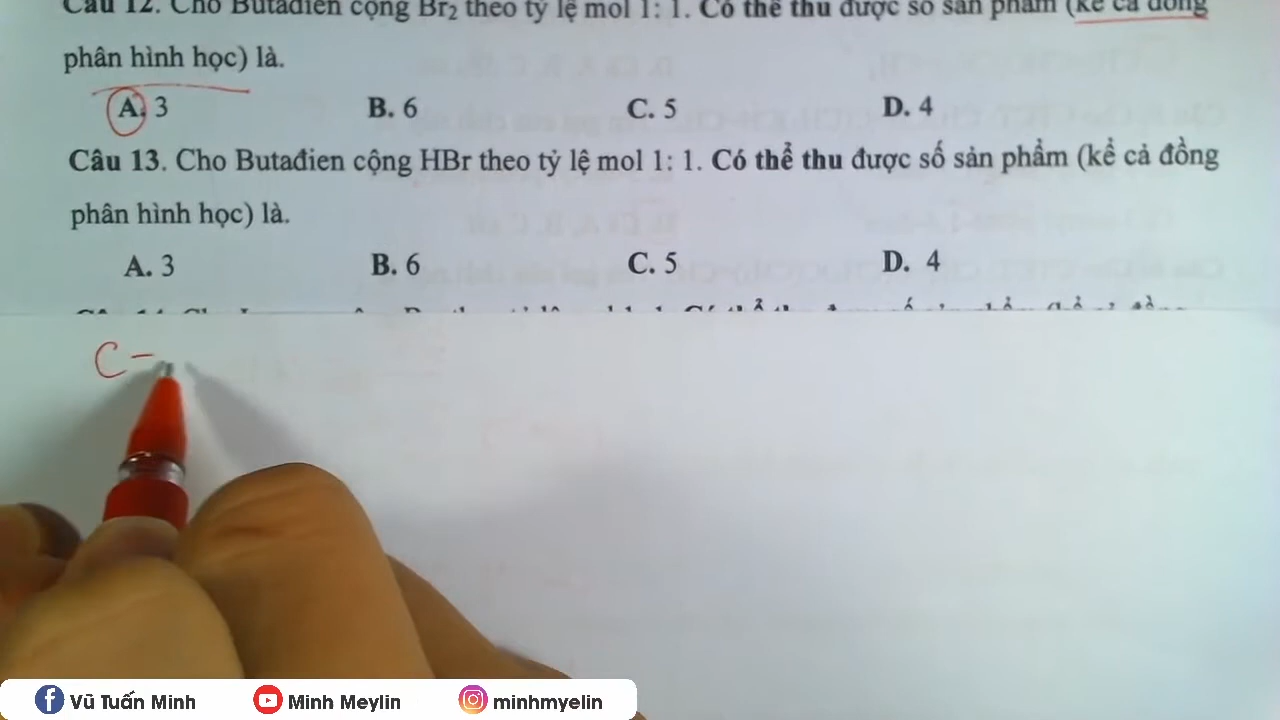 Câu 12. Cho Butađien cộng Br₂ theo tỷ lệ mol 1: 1. Có thể thu được số sản phẩm (kể cả đồng
phân hình học) là.
A. 3 B. 6 C. 5 D. 4
Câu 13. Cho Butađien cộng HBr theo tỷ lệ mol 1: 1. Có thể thu được số sản phẩm (kể cả đồng
phân hình học) là.
A. 3 B. 6 C. 5 D. 4
C –
Vũ Tuấn Minh Minh Meylin minhmyelin